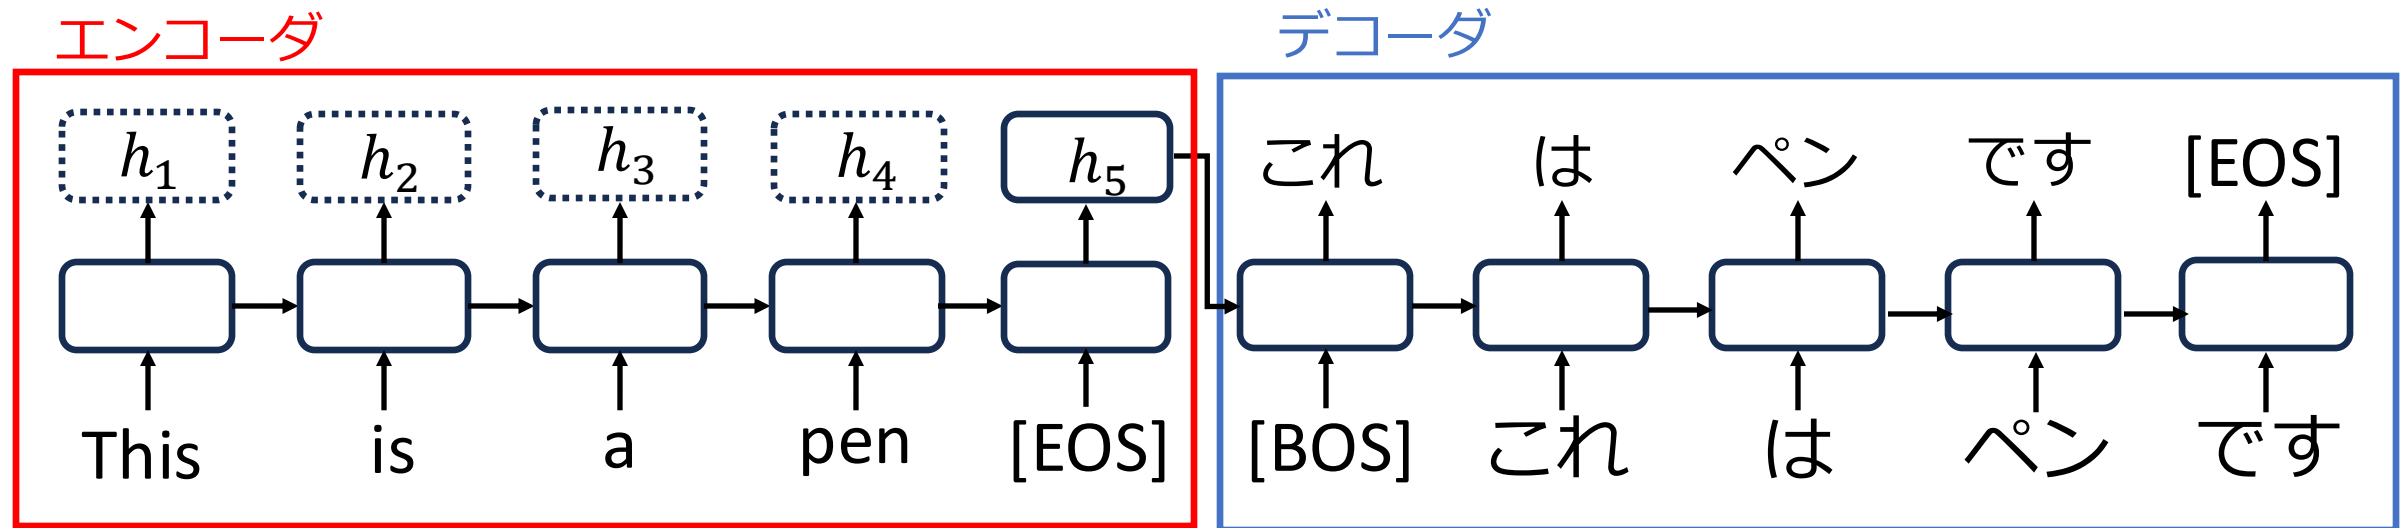 エンコーダ
デコーダ
h1 h2 h3 h4 h5 これ は ペン です [EOS]
This is a pen [EOS] [BOS] これ は ペン です